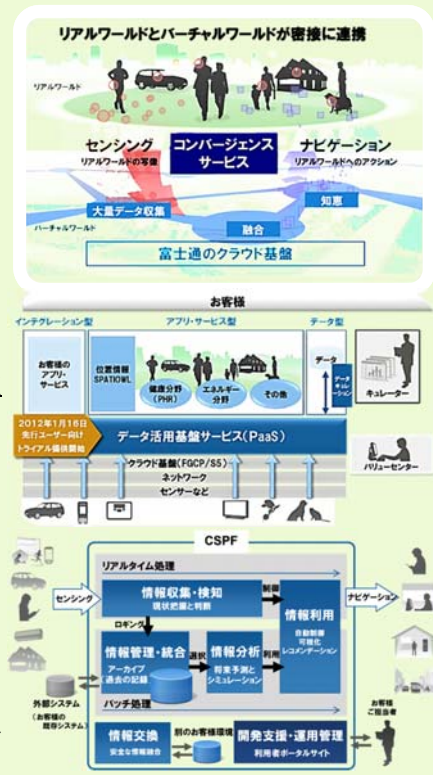 リアルワールドとバーチャルワールドが密接に連携
リアルワールド
センシング
リアルワールドの写像
コンバージェンス
サービス
ナビゲーション
リアルワールドへのアクション
大量データ収集
知恵
バーチャルワールド
融合
富士通のクラウド基盤
お客様
インテグレーション型
アプリ・サービス型
データ型
お客様の
アプリ・
サービス
位置情報
SPATIOWL
健康分野
(PHR)
エネルギー
分野
その他
データ
データ
キュレー
ション
キュレーター
2012年1月16日
先行ユーザー向け
トライアル提供開始
データ活用基盤サービス(PaaS)
バリューセンター
クラウド基盤(FGCP/S5)
ネットワーク
センサーなど
CSPF
リアルタイム処理
センシング
情報収集・検知
現状把握と判断
制御
ナビゲーション
情報利用
自動制御
可視化
レコメンデーション
ロギング
情報管理・統合
アーカイブ
(過去の記録)
選択
情報分析
将来予測と
シミュレーション
利用
外部システム
(お客様の
既存システム)
バッチ処理
情報交換
安全な情報融合
別のお客様環境
開発支援・運用管理
利用者ポータルサイト
お客様
ご担当者